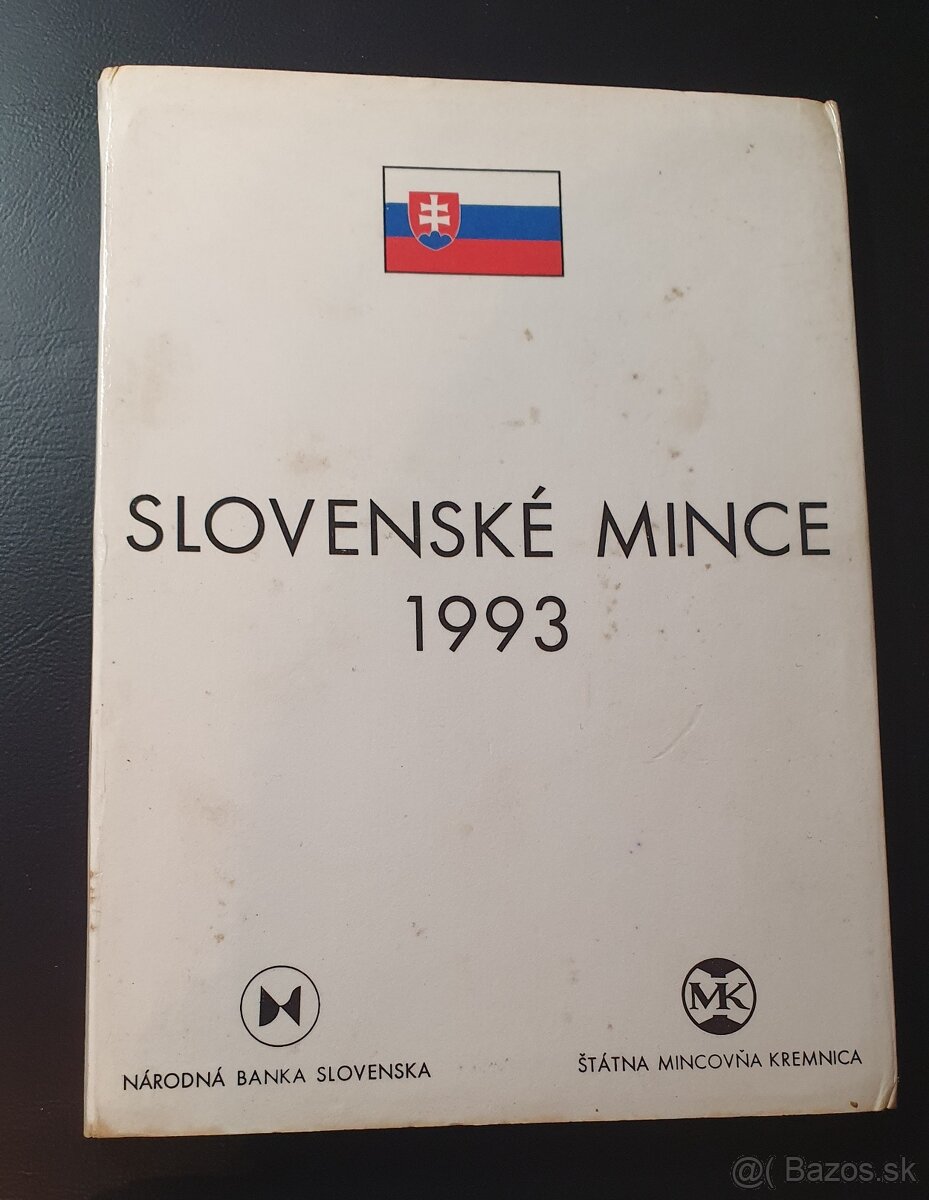 SLOVENSKÉ MINCE
1993
MK
NÁRODNÁ BANKA SLOVENSKA
ŠTÁTNA MINCOVŇA KREMNICA
@( Bazos.sk